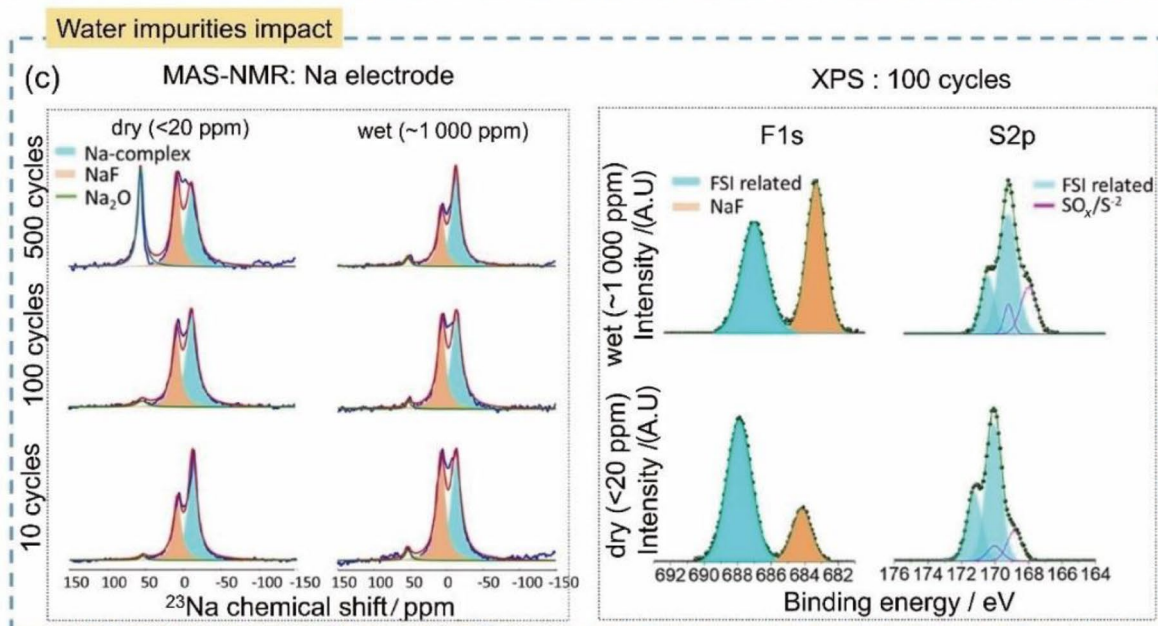 Water impurities impact
(c)
MAS-NMR: Na electrode
XPS : 100 cycles
dry (<20 ppm)
wet (~1 000 ppm)
Na-complex
NaF
Na₂O
500 cycles
100 cycles
10 cycles
150 100 50 0 -50 -100 -150
150 100 50 0 -50 -100 -150
²³Na chemical shift / ppm
F1s
S2p
wet (~1 000 ppm)
Intensity /(A.U)
FSI related
NaF
FSI related
SOₓ/S⁻²
dry (<20 ppm)
Intensity /(A.U)
692 690 688 686 684 682
176 174 172 170 168 166 164
Binding energy / eV